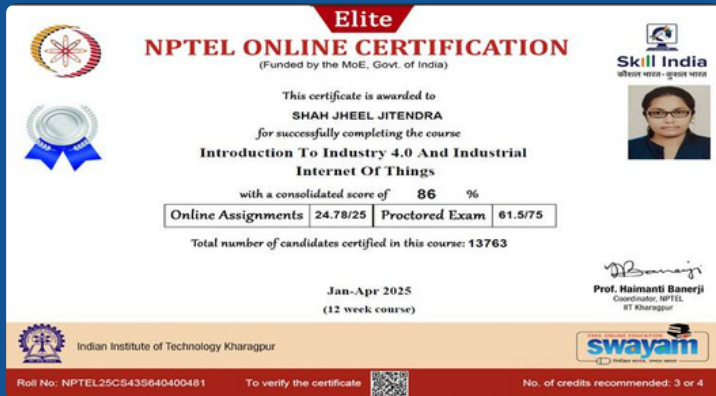 Elite
NPTEL ONLINE CERTIFICATION
(Funded by the MoE, Govt. of India)
Skill India
कौशल भारत - कुशल भारत
This certificate is awarded to
SHAH JHEEL JITENDRA
for successfully completing the course
Introduction To Industry 4.0 And Industrial
Internet Of Things
with a consolidated score of 86 %
Online Assignments 24.78/25 Proctored Exam 61.5/75
Total number of candidates certified in this course: 13763
Jan-Apr 2025
(12 week course)
Prof. Haimanti Banerji
Coordinator, NPTEL
IIT Kharagpur
Indian Institute of Technology Kharagpur
FREE ONLINE EDUCATION
swayam
Roll No: NPTEL25CS43S640400481 To verify the certificate No. of credits recommended: 3 or 4